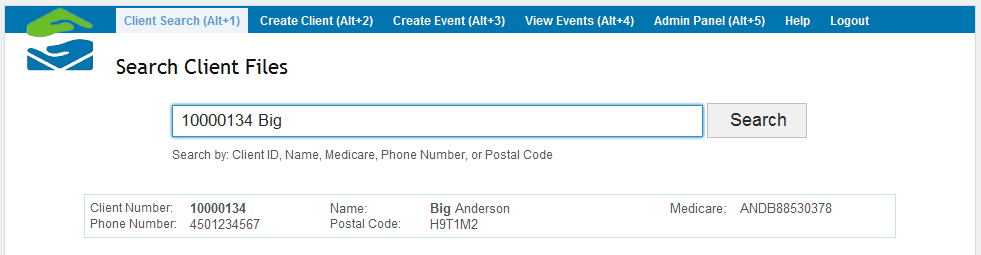 Client Search (Alt+1) Create Client (Alt+2) Create Event (Alt+3) View Events (Alt+4) Admin Panel (Alt+5) Help Logout
Search Client Files
10000134 Big Search
Search by: Client ID, Name, Medicare, Phone Number, or Postal Code
Client Number: 10000134 Name: Big Anderson Medicare: ANDB88530378
Phone Number: 4501234567 Postal Code: H9T1M2